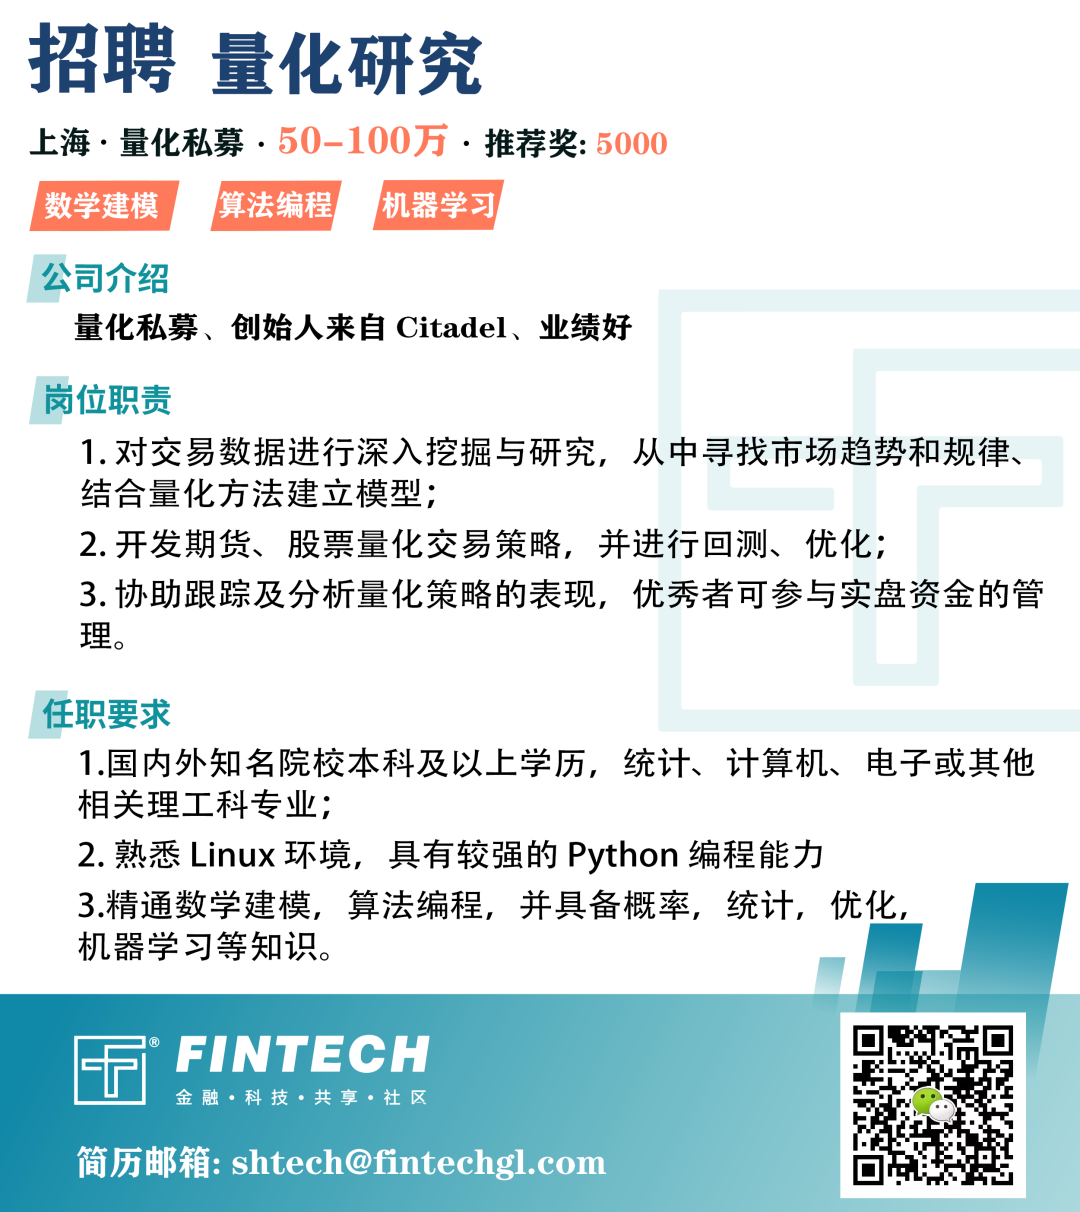 招聘 量化研究
上海·量化私募·50-100万·推荐奖: 5000
数学建模 算法编程 机器学习
公司介绍
量化私募、创始人来自 Citadel、业绩好
岗位职责
1. 对交易数据进行深入挖掘与研究，从中寻找市场趋势和规律、
结合量化方法建立模型；
2. 开发期货、股票量化交易策略，并进行回测、优化；
3. 协助跟踪及分析量化策略的表现，优秀者可参与实盘资金的管
理。
任职要求
1.国内外知名院校本科及以上学历，统计、计算机、电子或其他
相关理工科专业；
2. 熟悉 Linux 环境，具有较强的 Python 编程能力
3.精通数学建模，算法编程，并具备概率，统计，优化，
机器学习等知识。
® FINTECH
金融·科技·共享·社区
简历邮箱: shtech@fintechgl.com